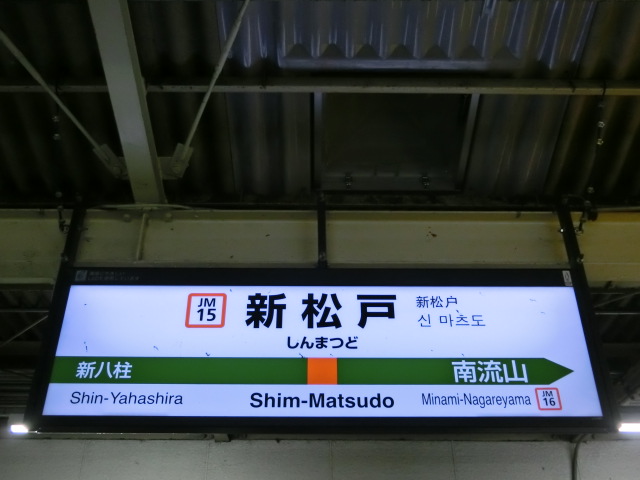 JM
15
新松戸
新松户
신 마츠도
しんまつど
新八柱
南流山
Shin-Yahashira
Shim-Matsudo
Minami-Nagareyama
JM
16